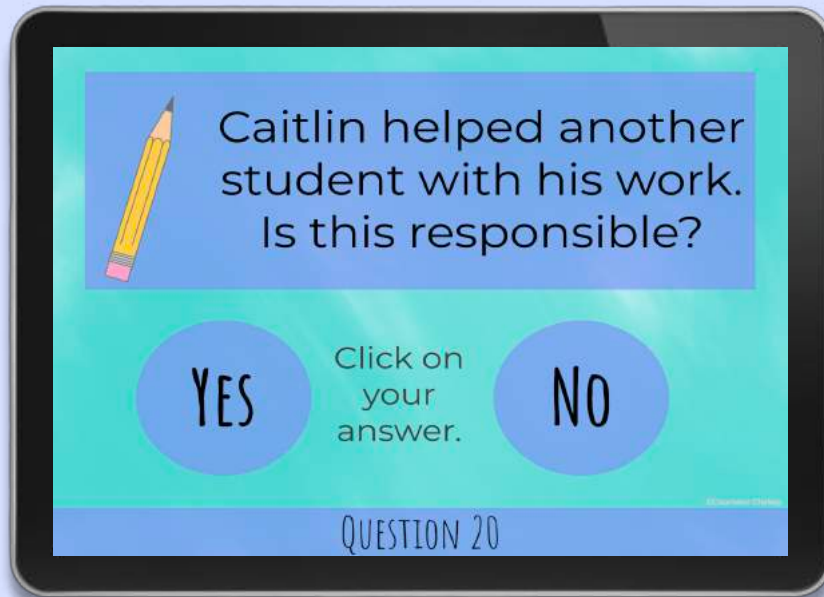 Caitlin helped another
student with his work.
Is this responsible?
Yes
Click on
your
answer.
No
Question 20